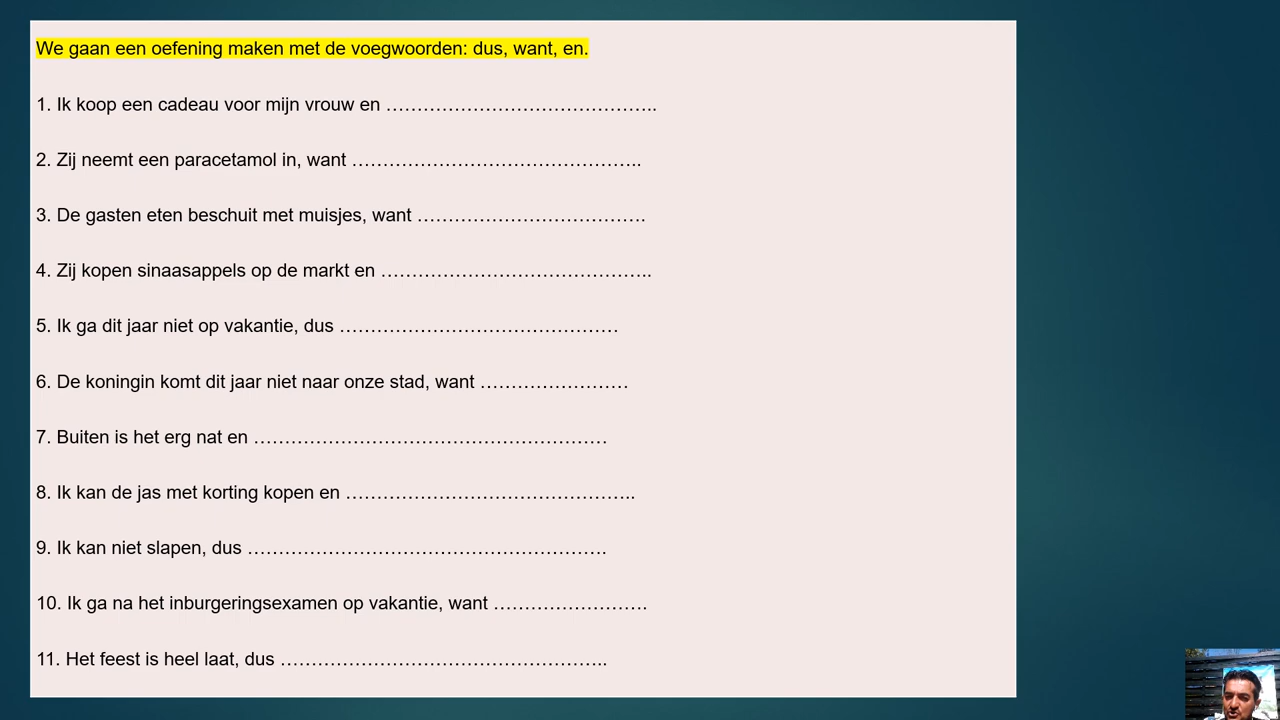 We gaan een oefening maken met de voegwoorden: dus, want, en.
1. Ik koop een cadeau voor mijn vrouw en ……………………………………..
2. Zij neemt een paracetamol in, want ………………………………………..
3. De gasten eten beschuit met muisjes, want ……………………………….
4. Zij kopen sinaasappels op de markt en ……………………………………..
5. Ik ga dit jaar niet op vakantie, dus ………………………………………
6. De koningin komt dit jaar niet naar onze stad, want ……………………
7. Buiten is het erg nat en …………………………………………………
8. Ik kan de jas met korting kopen en ………………………………………..
9. Ik kan niet slapen, dus ………………………………………………….
10. Ik ga na het inburgeringsexamen op vakantie, want …………………….
11. Het feest is heel laat, dus ……………………………………………..